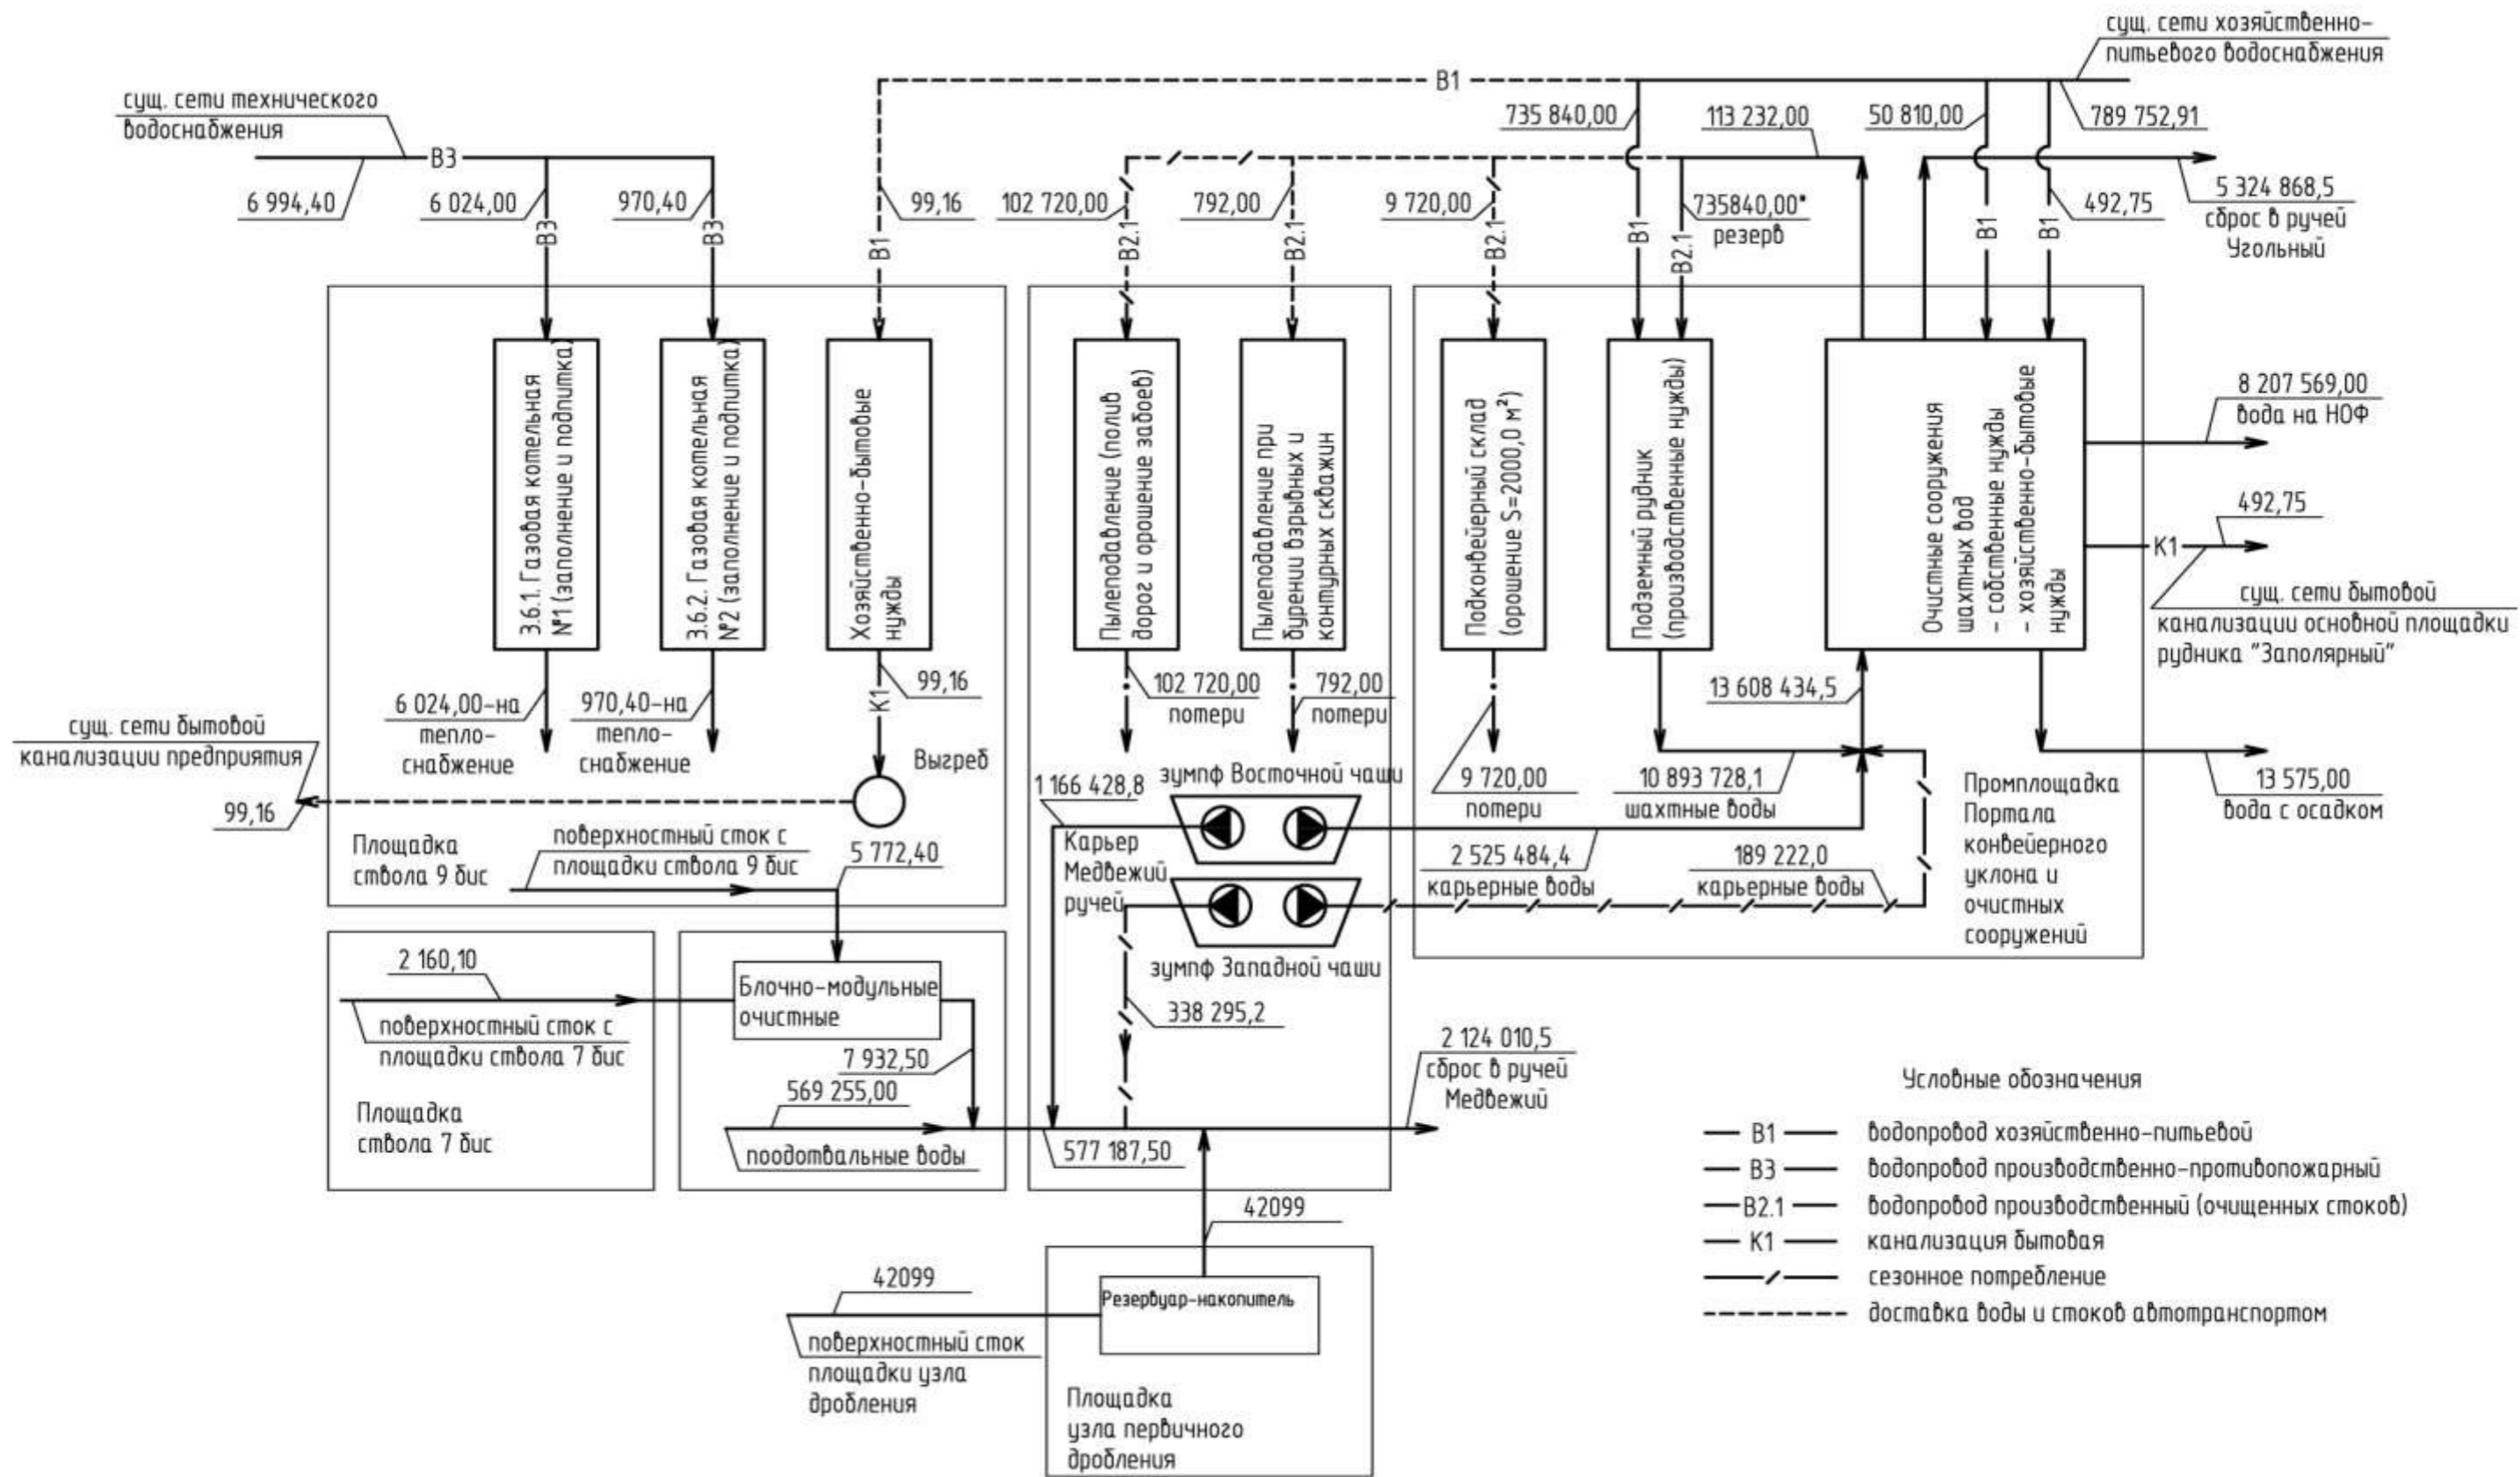 сущ. сети хозяйственно-
питьевого водоснабжения
В1
сущ. сети технического
водоснабжения
В3
6 994,40
6 024,00
970,40
99,16
102 720,00
792,00
9 720,00
735 840,00
113 232,00
50 810,00
789 752,91
735840,00*
резерв
492,75
5 324 868,5
сброс в ручей
Угольный
В3
В3
В1
В2.1
В2.1
В2.1
В1
В2.1
В1
В1
3.6.1. Газовая котельная
№1 (заполнение и подпитка)
3.6.2. Газовая котельная
№2 (заполнение и подпитка)
Хозяйственно-бытовые
нужды
Пылеподавление (полив
дорог и орошение забоев)
Пылеподавление при
бурении взрывных и
контурных скважин
Подконвейерный склад
(орошение S=2000,0 м²)
Подземный рудник
(производственные нужды)
Очистные сооружения
шахтных вод
- собственные нужды
- хозяйственно-бытовые
нужды
8 207 569,00
вода на НОФ
492,75
К1
сущ. сети бытовой
канализации основной площадки
рудника "Заполярный"
13 575,00
вода с осадком
6 024,00-на
тепло-
снабжение
970,40-на
тепло-
снабжение
К1
99,16
Выгреб
сущ. сети бытовой
канализации предприятия
99,16
102 720,00
потери
792,00
потери
9 720,00
потери
13 608 434,5
10 893 728,1
шахтные воды
Площадка
ствола 9 бис
поверхностный сток с
площадки ствола 9 бис
5 772,40
1 166 428,8
зумпф Восточной чаши
Карьер
Медвежий
ручей
2 525 484,4
карьерные воды
189 222,0
карьерные воды
Промплощадка
Портала
конвейерного
уклона и
очистных
сооружений
зумпф Западной чаши
338 295,2
2 160,10
поверхностный сток с
площадки ствола 7 бис
Площадка
ствола 7 бис
Блочно-модульные
очистные
7 932,50
569 255,00
поодотвальные воды
577 187,50
2 124 010,5
сброс в ручей
Медвежий
42099
42099
поверхностный сток
площадки узла
дробления
Резервуар-накопитель
Площадка
узла первичного
дробления
Условные обозначения
В1 водопровод хозяйственно-питьевой
В3 водопровод производственно-противопожарный
В2.1 водопровод производственный (очищенных стоков)
К1 канализация бытовая
сезонное потребление
доставка воды и стоков автотранспортом